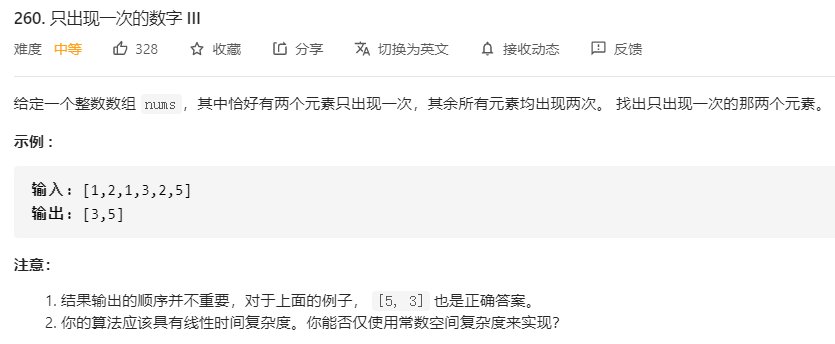 260. 只出现一次的数字 III
难度 中等 328 收藏 分享 切换为英文 接收动态 反馈
给定一个整数数组 nums，其中恰好有两个元素只出现一次，其余所有元素均出现两次。 找出只出现一次的那两个元素。
示例 :
输入: [1,2,1,3,2,5]
输出: [3,5]
注意：
1. 结果输出的顺序并不重要，对于上面的例子， [5, 3] 也是正确答案。
2. 你的算法应该具有线性时间复杂度。你能否仅使用常数空间复杂度来实现？